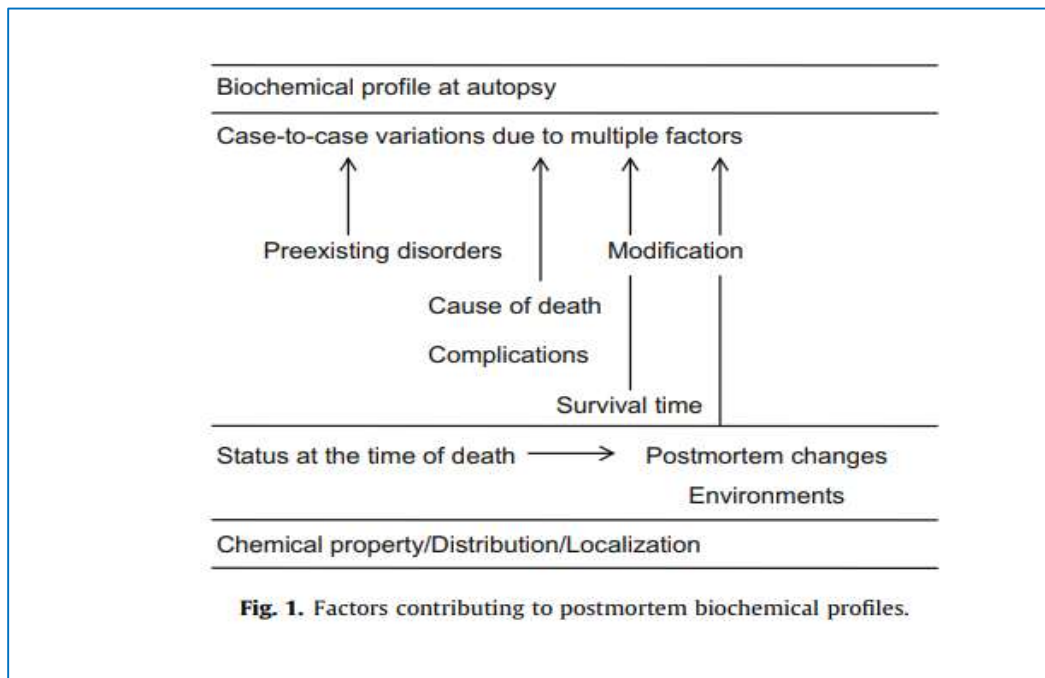 Biochemical profile at autopsy
Case-to-case variations due to multiple factors
Preexisting disorders Modification
Cause of death
Complications
Survival time
Status at the time of death Postmortem changes
Environments
Chemical property/Distribution/Localization
Fig. 1. Factors contributing to postmortem biochemical profiles.